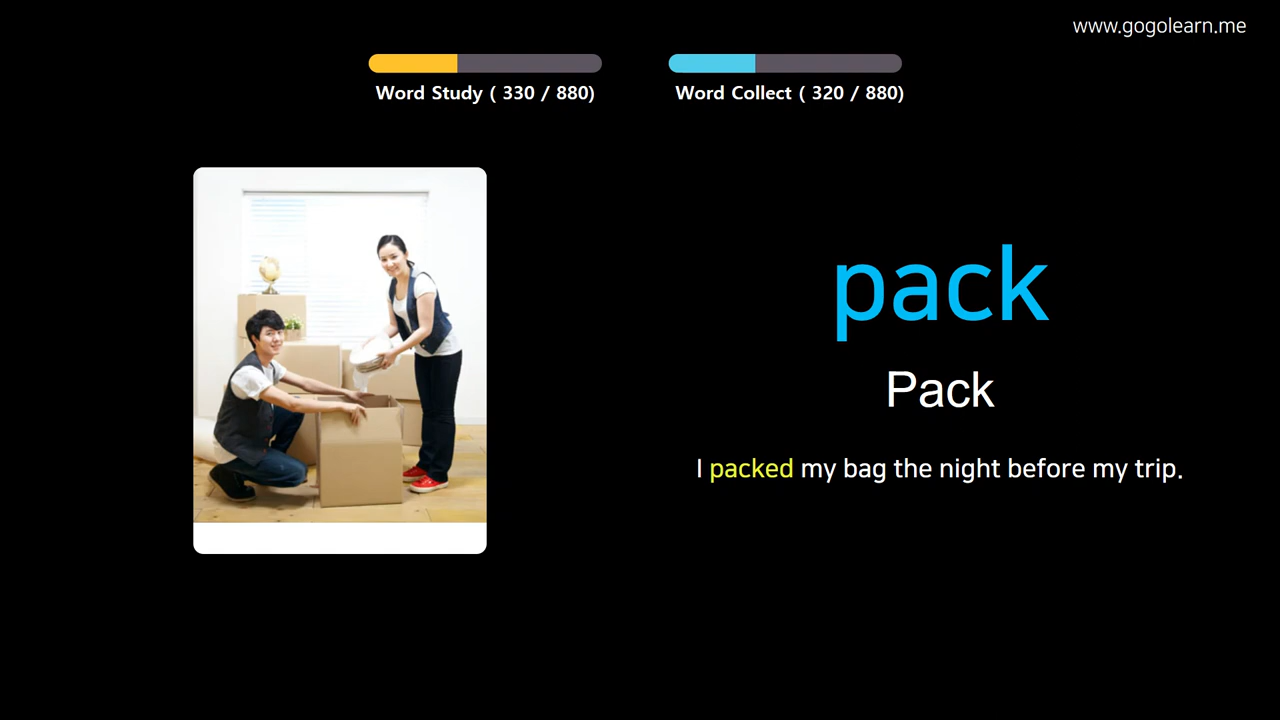 www.gogolearn.me
Word Study ( 330 / 880)
Word Collect ( 320 / 880)
pack
Pack
I packed my bag the night before my trip.